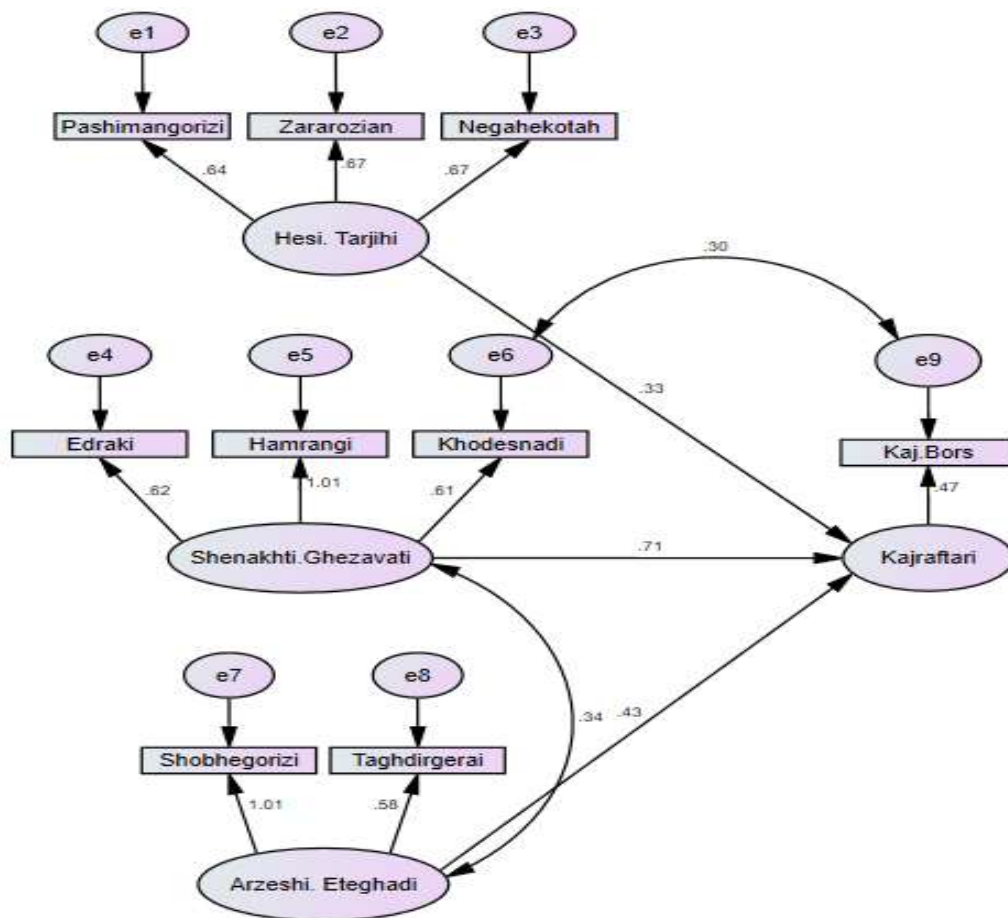 e1
e2
e3
Pashimangorizi
Zararozian
Negahekotah
.64
.67
.67
Hesi. Tarjihi
.30
e4
e5
e6
e9
.33
Edraki
Hamrangi
Khodesnadi
Kaj.Bors
.62
1.01
.61
.47
Shenakhti.Ghezavati
.71
Kajraftari
e7
e8
.34
.43
Shobhegorizi
Taghdirgerai
1.01
.58
Arzeshi. Eteghadi